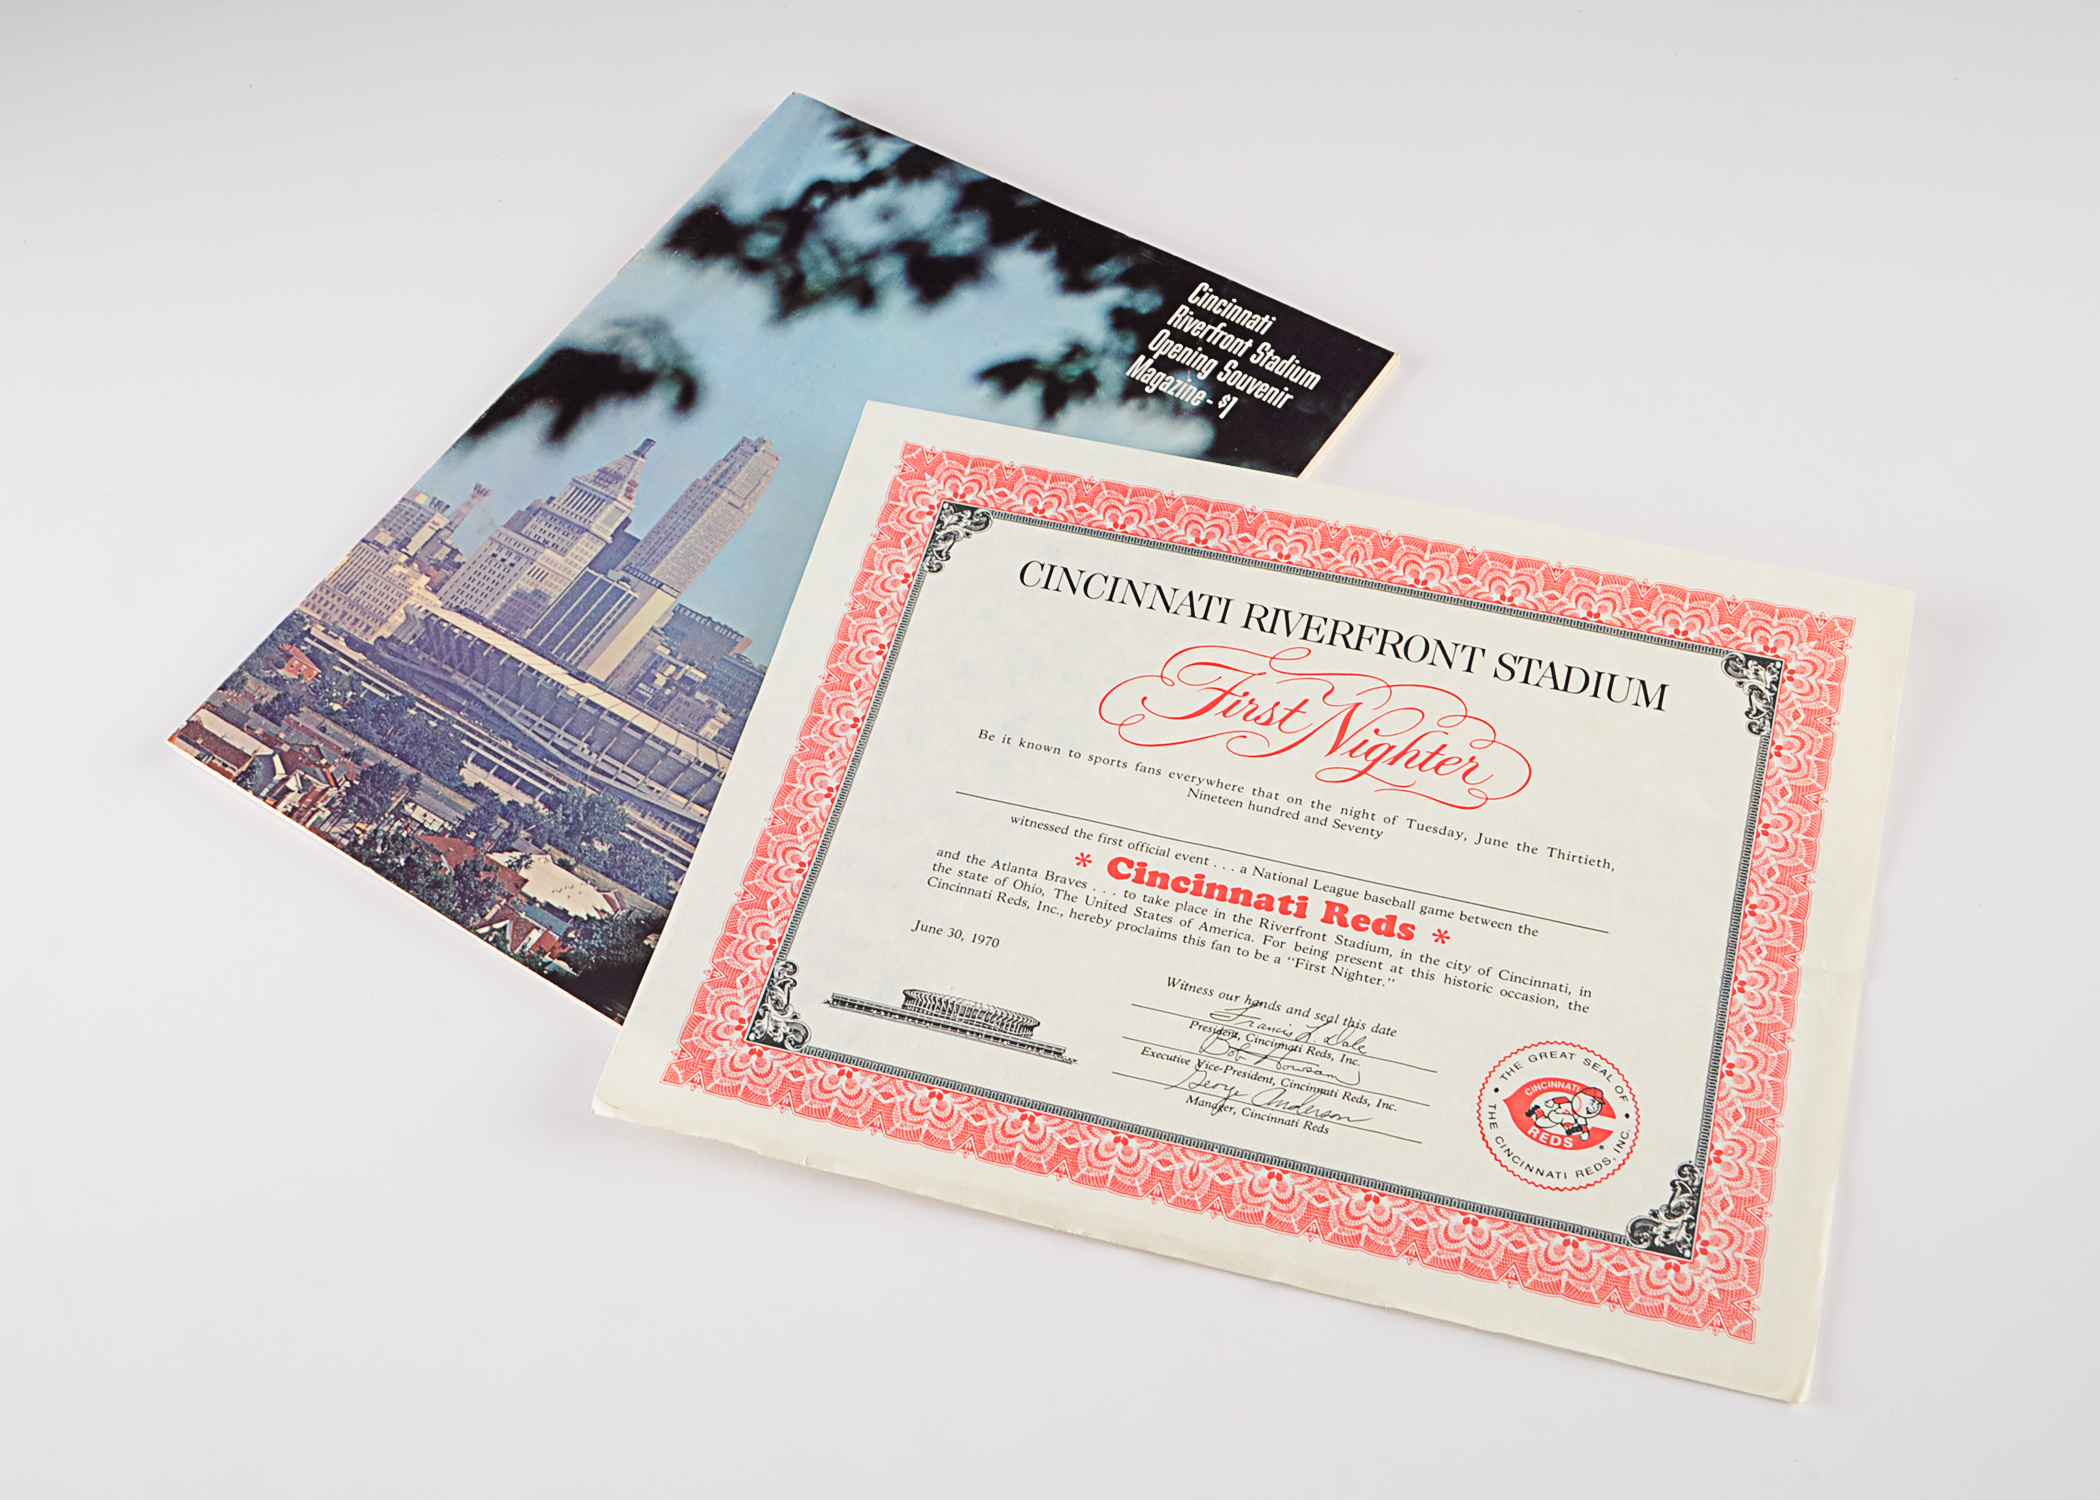 Cincinnati
Riverfront Stadium
Opening Souvenir
Magazine - $1
CINCINNATI RIVERFRONT STADIUM
First Nighter
Be it known to sports fans everywhere that on the night of Tuesday, June the Thirtieth,
Nineteen hundred and Seventy
witnessed the first official event . . . a National League baseball game between the
* Cincinnati Reds *
and the Atlanta Braves . . . to take place in the Riverfront Stadium, in the city of Cincinnati, in
the state of Ohio, The United States of America. For being present at this historic occasion, the
Cincinnati Reds, Inc., hereby proclaims this fan to be a "First Nighter."
June 30, 1970
Witness our hands and seal this date
Francis L. Dale
President, Cincinnati Reds, Inc.
Bob Howsam
Executive Vice-President, Cincinnati Reds, Inc.
George Anderson
Manager, Cincinnati Reds
THE GREAT SEAL OF
THE CINCINNATI REDS, INC.
CINCINNATI
REDS